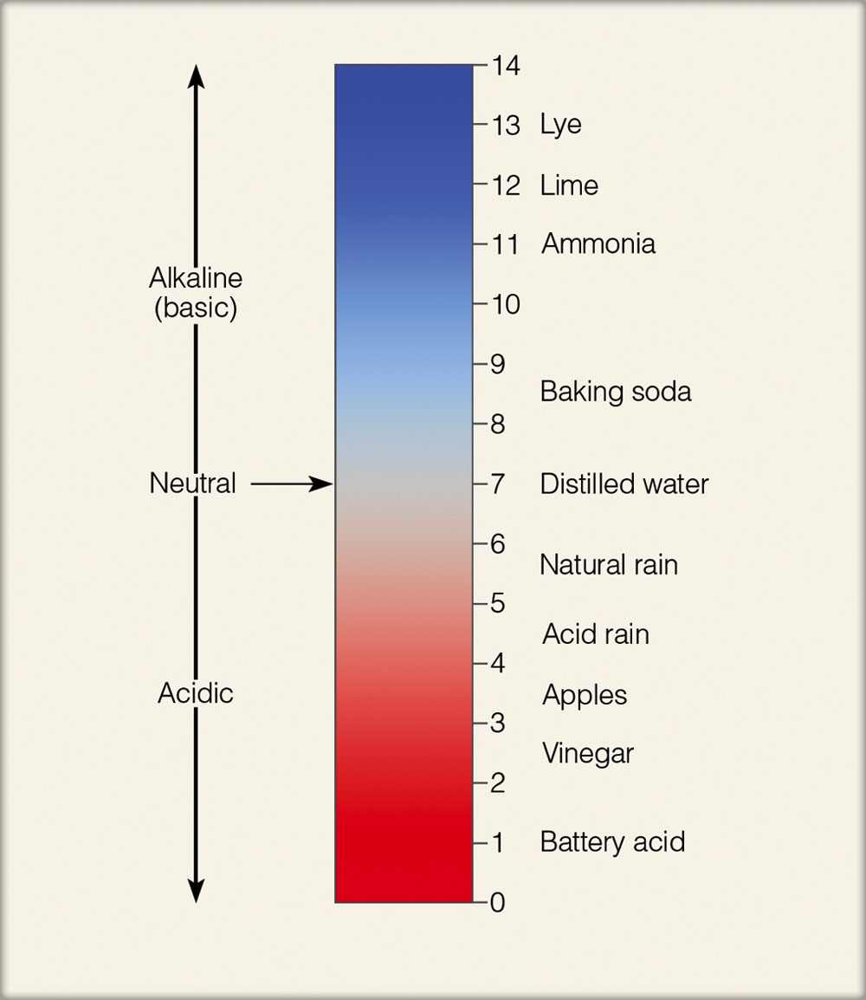 14
13 Lye
12 Lime
11 Ammonia
Alkaline
(basic)
10
9
Baking soda
8
Neutral
7 Distilled water
6
Natural rain
5
Acid rain
4
Acidic
Apples
3
Vinegar
2
1 Battery acid
0